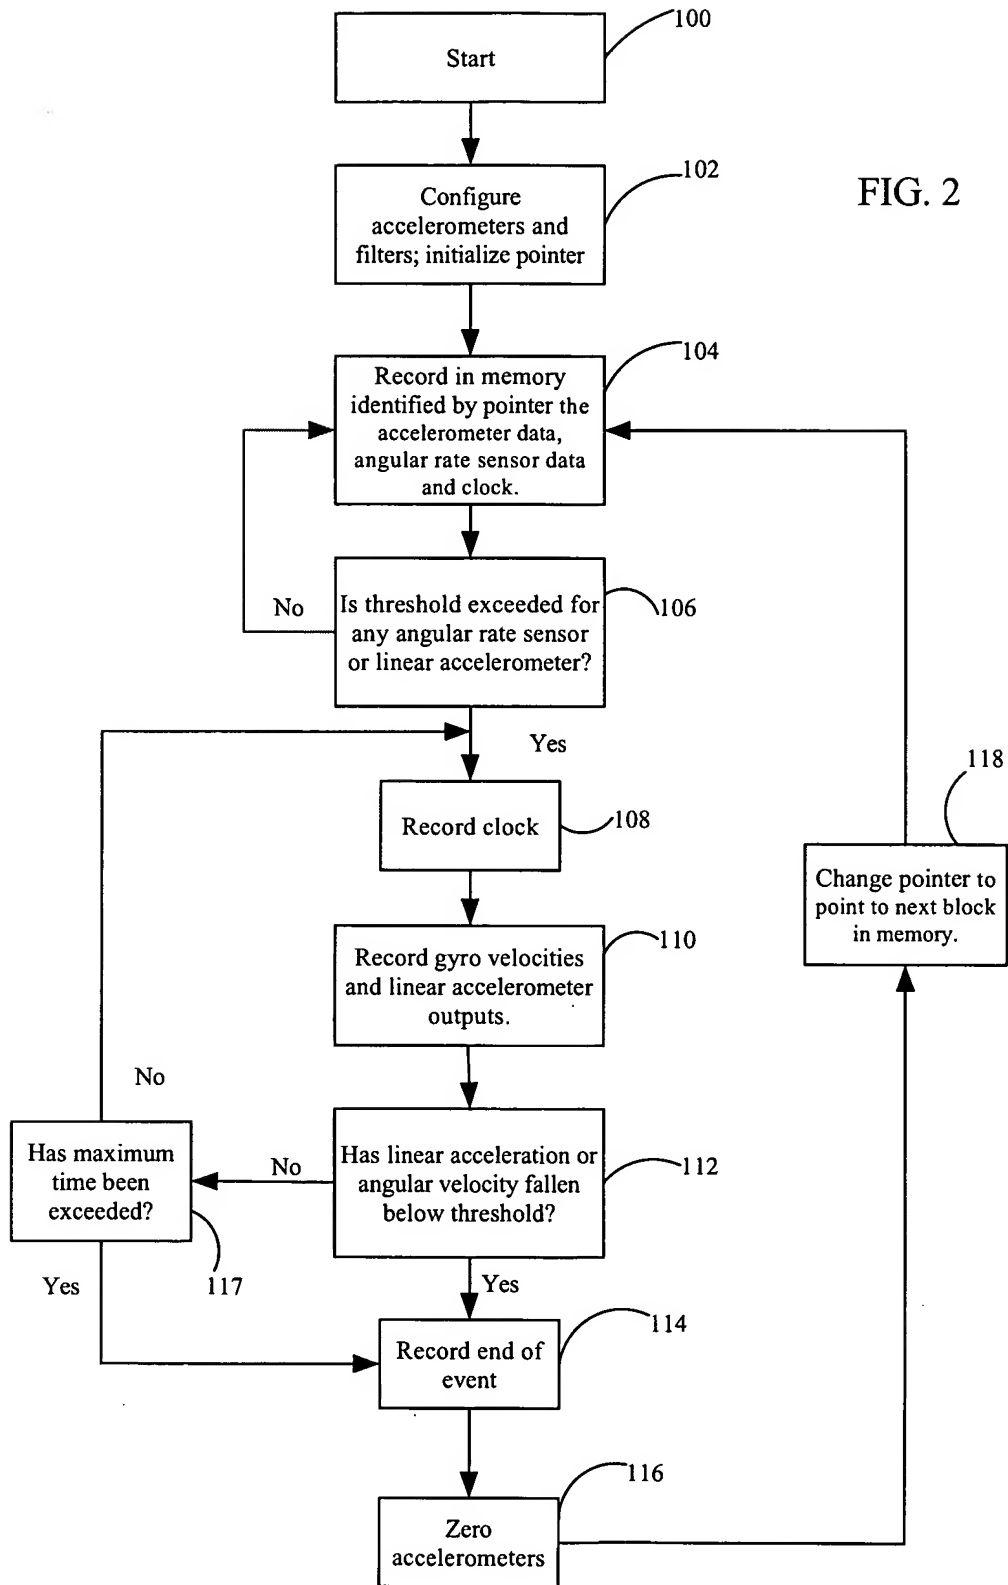 100
Start
102
FIG. 2
Configure
accelerometers and
filters; initialize pointer
104
Record in memory
identified by pointer the
accelerometer data,
angular rate sensor data
and clock.
No
Is threshold exceeded for
any angular rate sensor
or linear accelerometer?
106
Yes
118
Record clock
108
Change pointer to
point to next block
in memory.
110
Record gyro velocities
and linear accelerometer
outputs.
No
Has maximum
time been
exceeded?
No
Has linear acceleration or
angular velocity fallen
below threshold?
112
117
Yes
Yes
114
Record end of
event
116
Zero
accelerometers